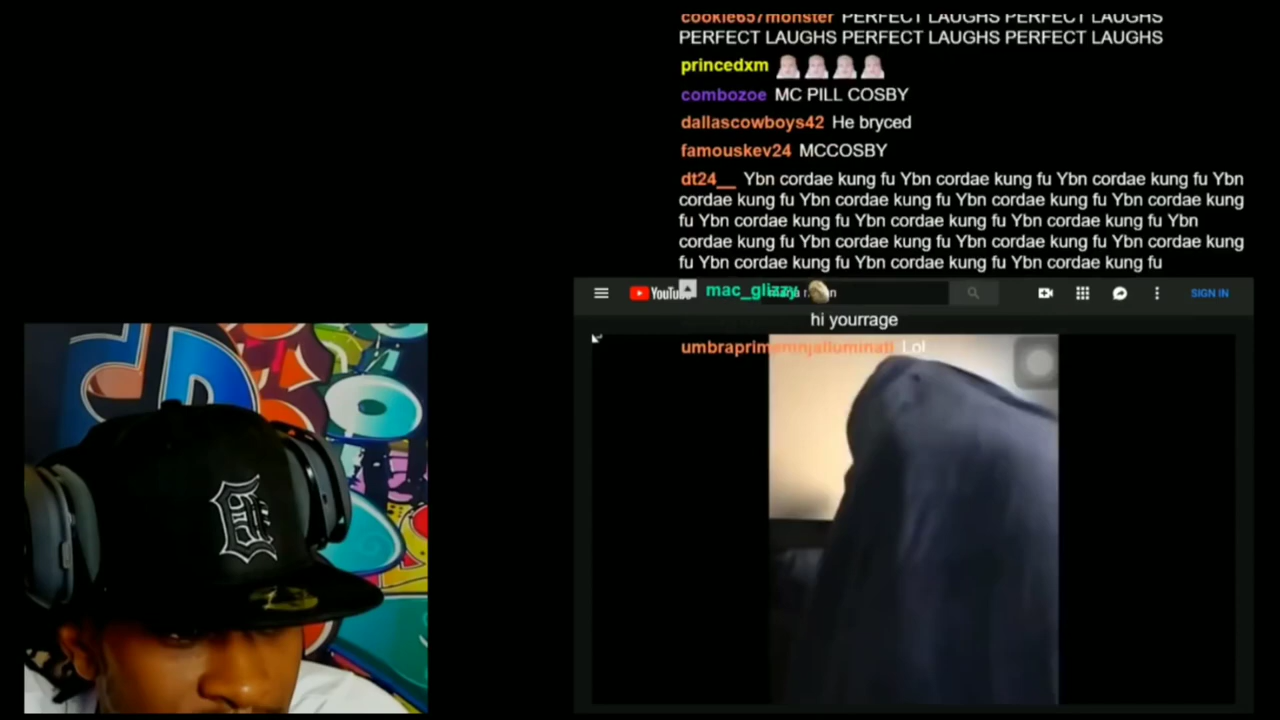 cookie657monster PERFECT LAUGHS PERFECT LAUGHS
PERFECT LAUGHS PERFECT LAUGHS PERFECT LAUGHS
princedxm
combozoe MC PILL COSBY
dallascowboys42 He bryced
famouskev24 MCCOSBY
dt24__ Ybn cordae kung fu Ybn cordae kung fu Ybn cordae kung fu Ybn
cordae kung fu Ybn cordae kung fu Ybn cordae kung fu Ybn cordae kung
fu Ybn cordae kung fu Ybn cordae kung fu Ybn cordae kung fu Ybn
cordae kung fu Ybn cordae kung fu Ybn cordae kung fu Ybn cordae kung
fu Ybn cordae kung fu Ybn cordae kung fu Ybn cordae kung fu
YouTube mac_glizzy SIGN IN
hi yourrage
Lol